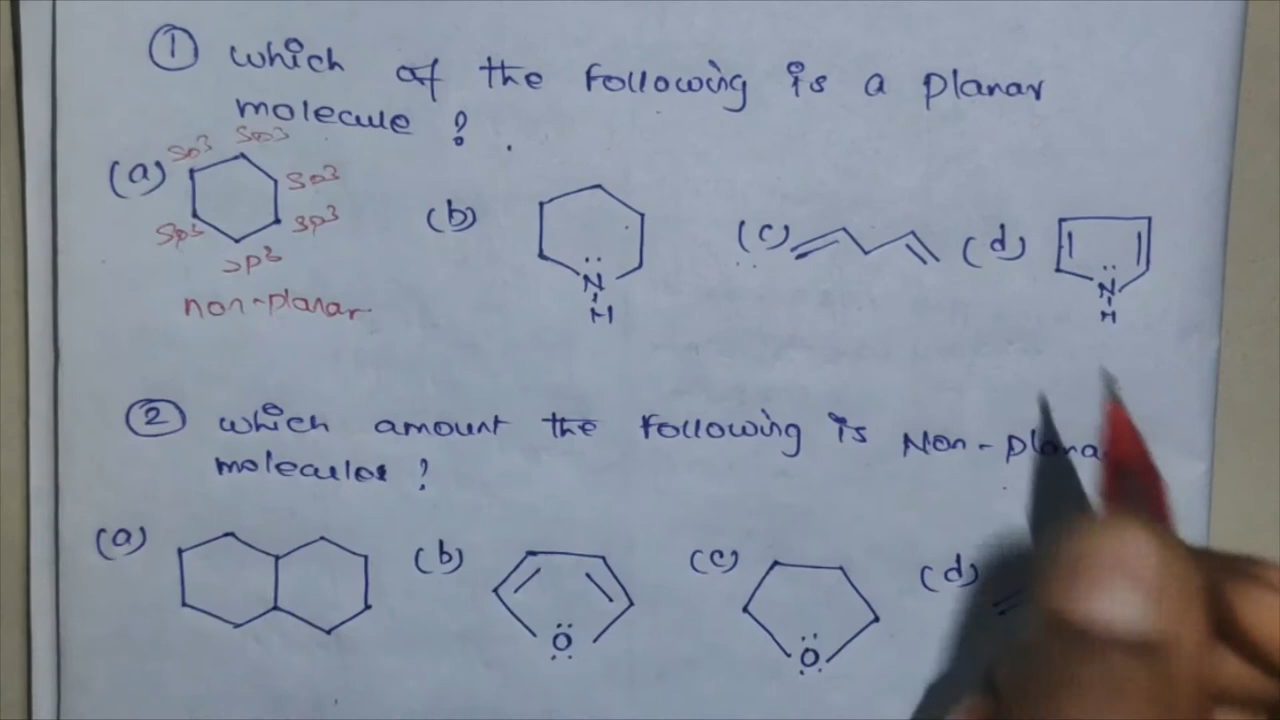 ① which of the following is a planar
molecule ?
(a) sp3 sp3 sp3 sp3 sp3 sp3
non-planar
(b) N H
(c)
(d) N H
② which amount the following is Non-plana
molecules ?
(a)
(b) O
(c) O
(d)